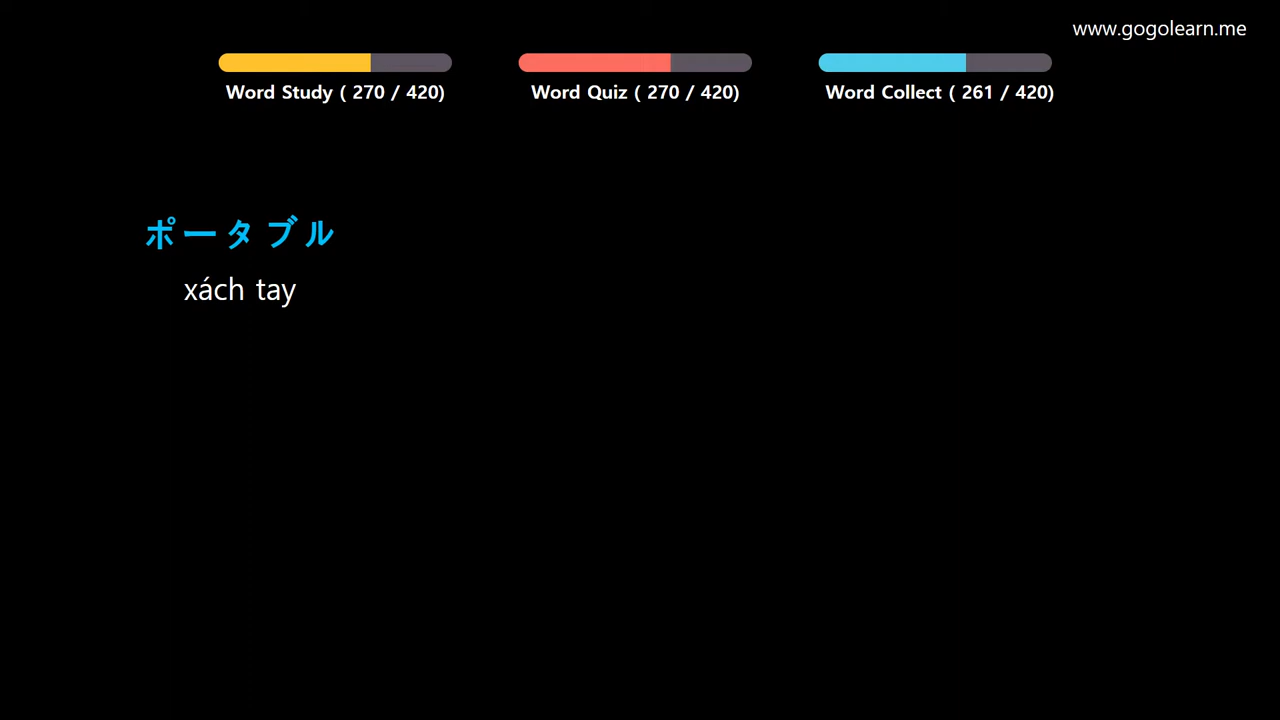 www.gogolearn.me
Word Study ( 270 / 420)
Word Quiz ( 270 / 420)
Word Collect ( 261 / 420)
ポータブル
xách tay